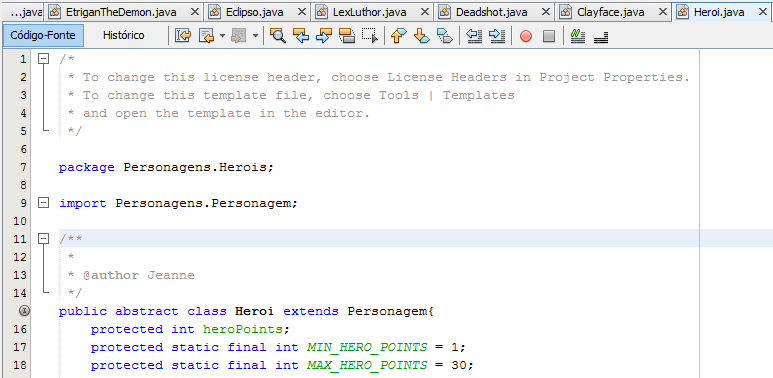 ...java EtriganTheDemon.java Eclipso.java LexLuthor.java Deadshot.java Clayface.java Heroi.java
Código-Fonte Histórico
1 /*
2 * To change this license header, choose License Headers in Project Properties.
3 * To change this template file, choose Tools | Templates
4 * and open the template in the editor.
5 */
6
7 package Personagens.Herois;
8
9 import Personagens.Personagem;
10
11 /**
12 *
13 * @author Jeanne
14 */
public abstract class Heroi extends Personagem{
16 protected int heroPoints;
17 protected static final int MIN_HERO_POINTS = 1;
18 protected static final int MAX_HERO_POINTS = 30;